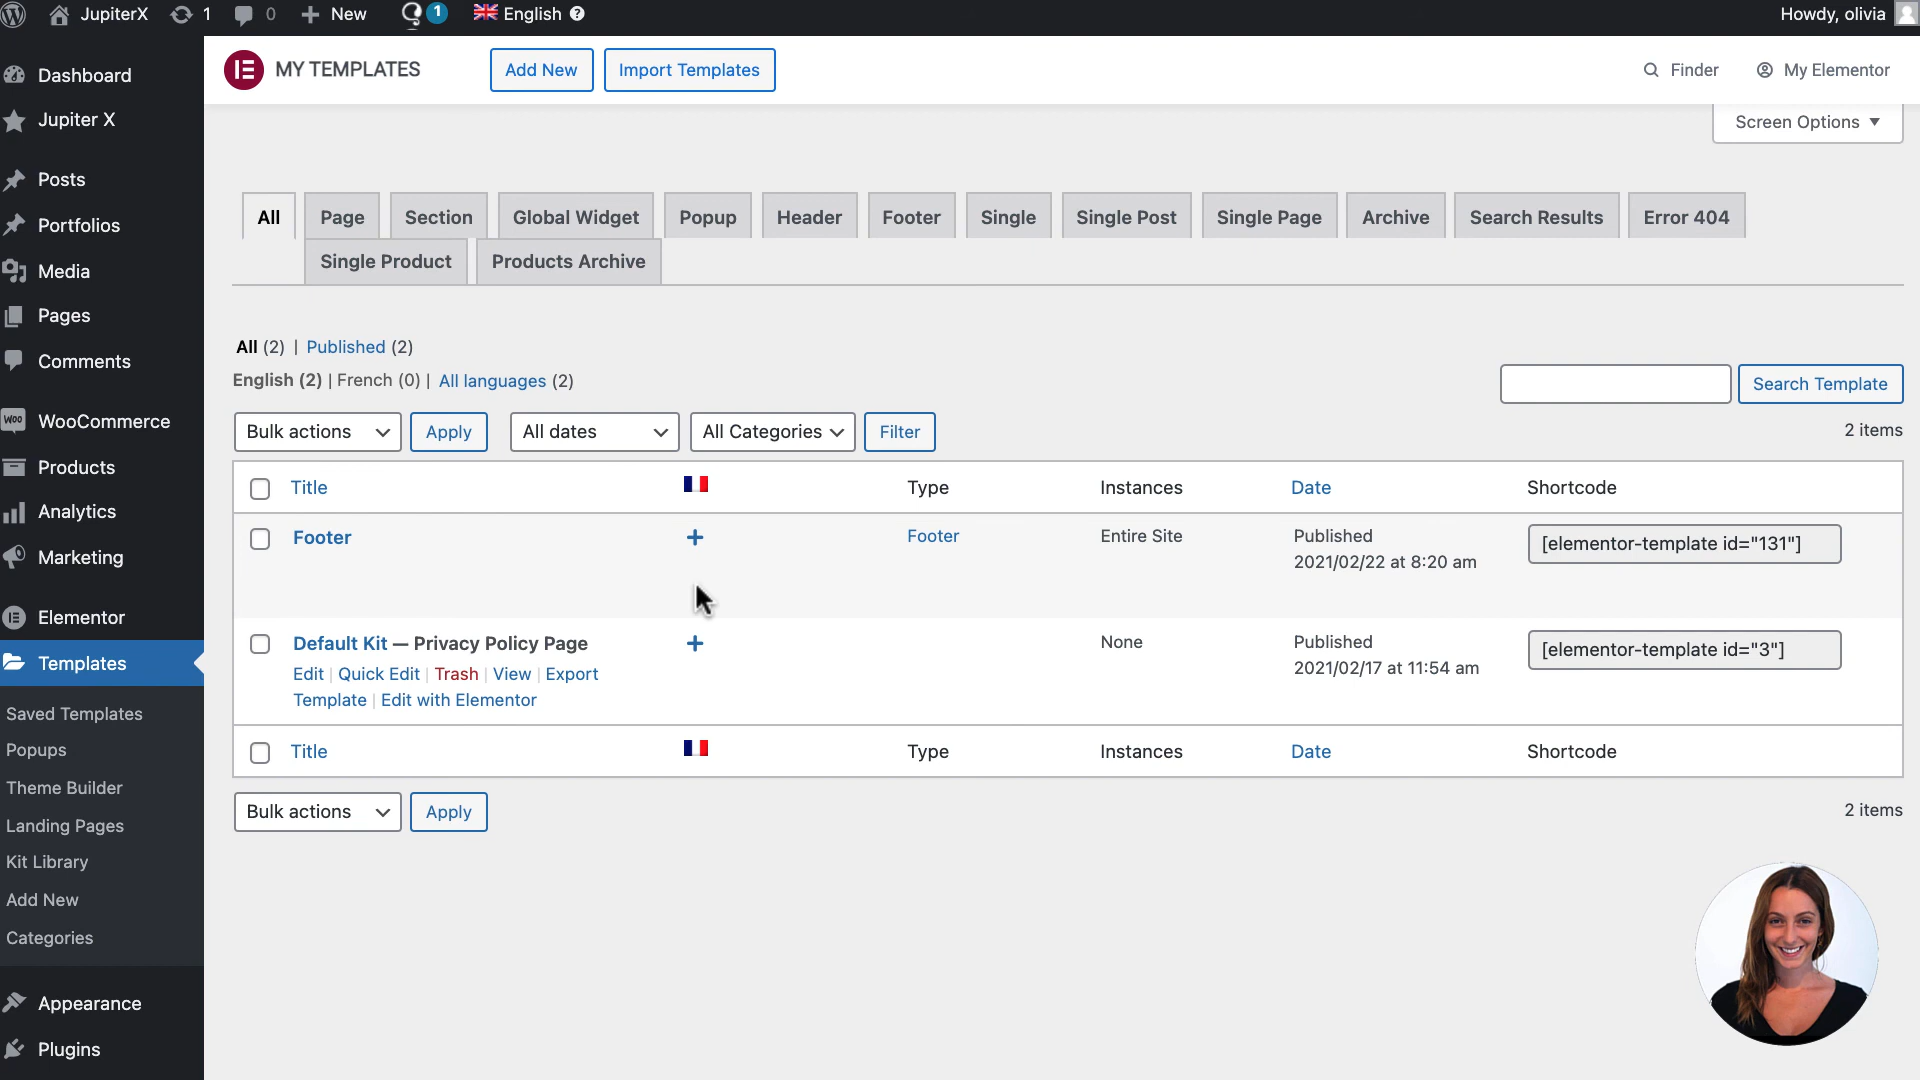 JupiterX 1 0 New 1 English ? Howdy, olivia
Dashboard
Jupiter X
Posts
Portfolios
Media
Pages
Comments
WooCommerce
Products
Analytics
Marketing
Elementor
Templates
Saved Templates
Popups
Theme Builder
Landing Pages
Kit Library
Add New
Categories
Appearance
Plugins
MY TEMPLATES Add New Import Templates Finder My Elementor
Screen Options
All Page Section Global Widget Popup Header Footer Single Single Post Single Page Archive Search Results Error 404
Single Product Products Archive
All (2) | Published (2)
English (2) | French (0) | All languages (2)
Search Template
Bulk actions Apply All dates All Categories Filter 2 items
Title Type Instances Date Shortcode
Footer + Footer Entire Site Published [elementor-template id="131"]
2021/02/22 at 8:20 am
Default Kit — Privacy Policy Page + None Published [elementor-template id="3"]
2021/02/17 at 11:54 am
Edit | Quick Edit | Trash | View | Export
Template | Edit with Elementor
Title Type Instances Date Shortcode
Bulk actions Apply 2 items